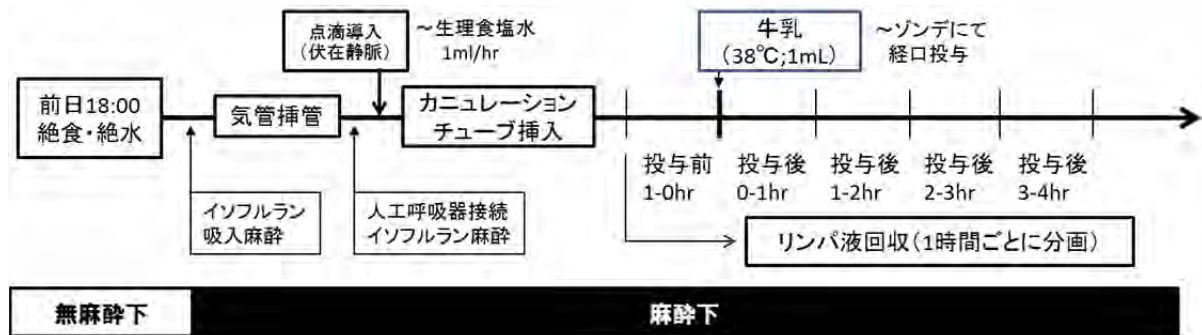 点滴導入
（伏在静脈）
～生理食塩水
1ml/hr
牛乳
（38℃;1mL）
～ゾンデにて
経口投与
前日18:00
絶食・絶水
気管挿管
カニュレーション
チューブ挿入
投与前
1-0hr
投与後
0-1hr
投与後
1-2hr
投与後
2-3hr
投与後
3-4hr
イソフルラン
吸入麻酔
人工呼吸器接続
イソフルラン麻酔
リンパ液回収（1時間ごとに分画）
無麻酔下
麻酔下